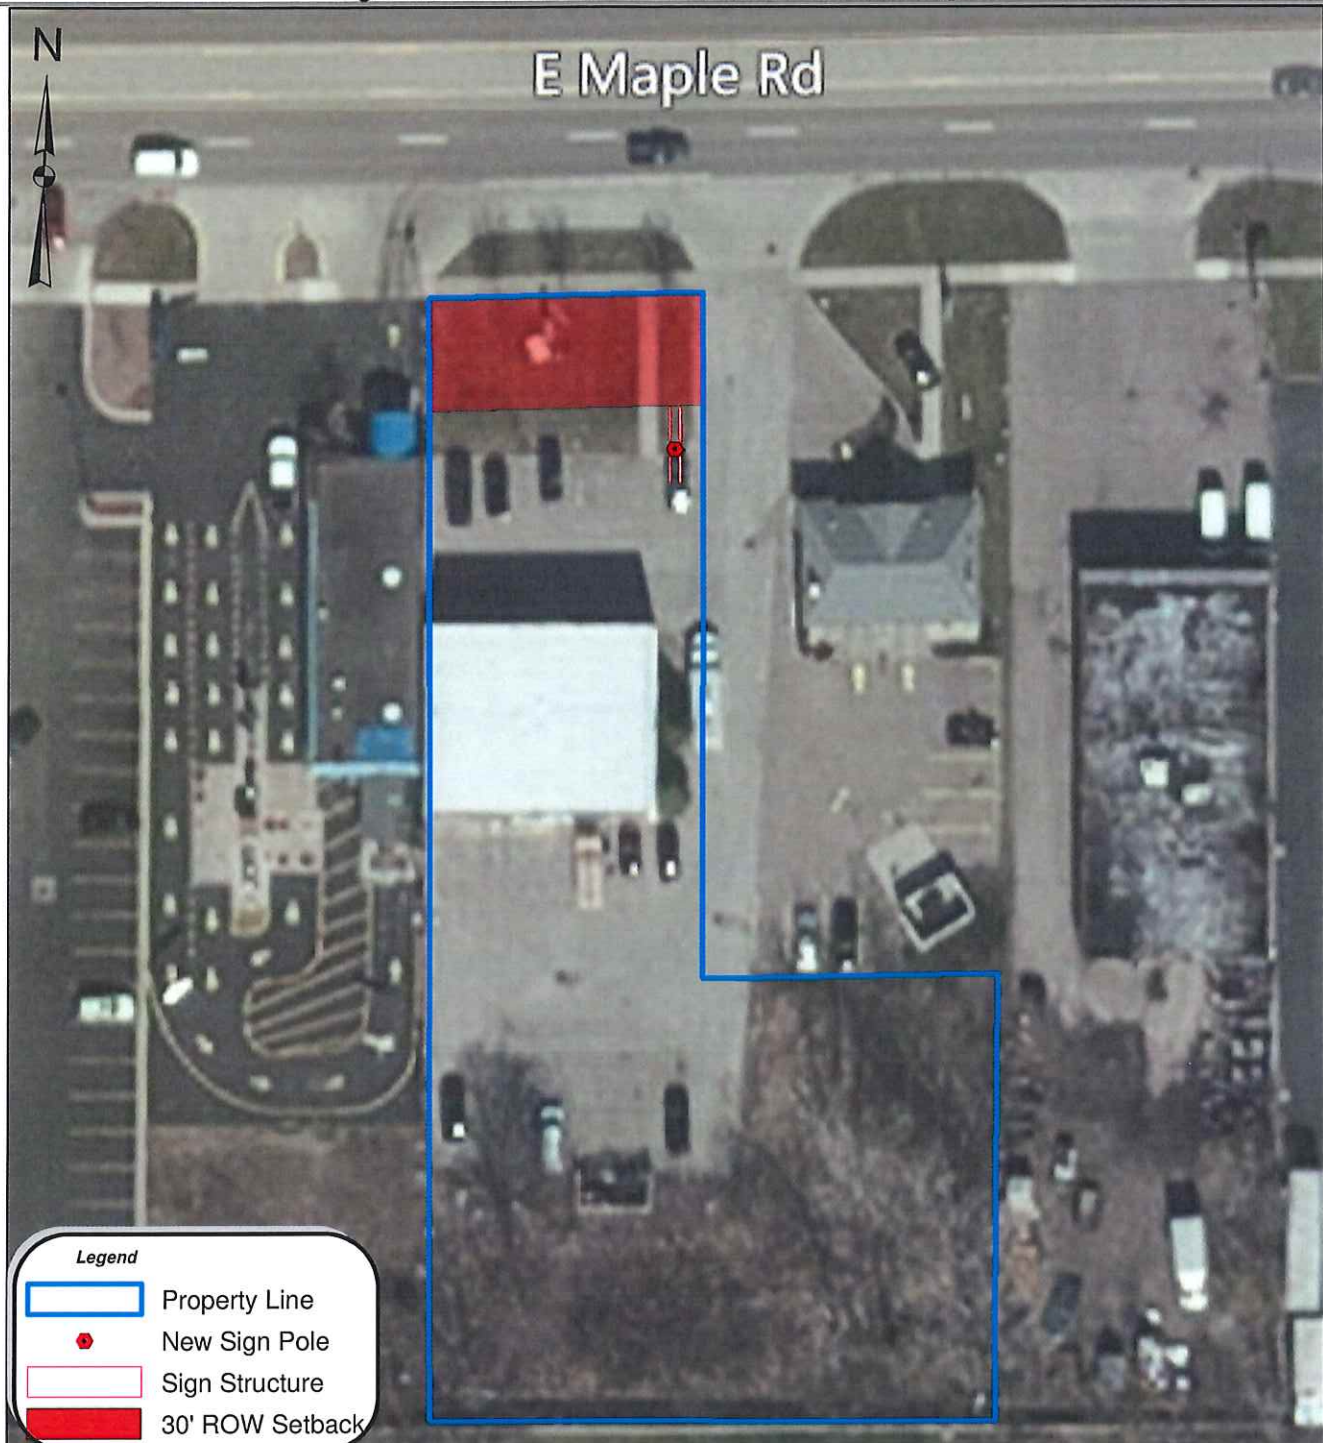 N
E Maple Rd
Legend
Property Line
New Sign Pole
Sign Structure
30' ROW Setback